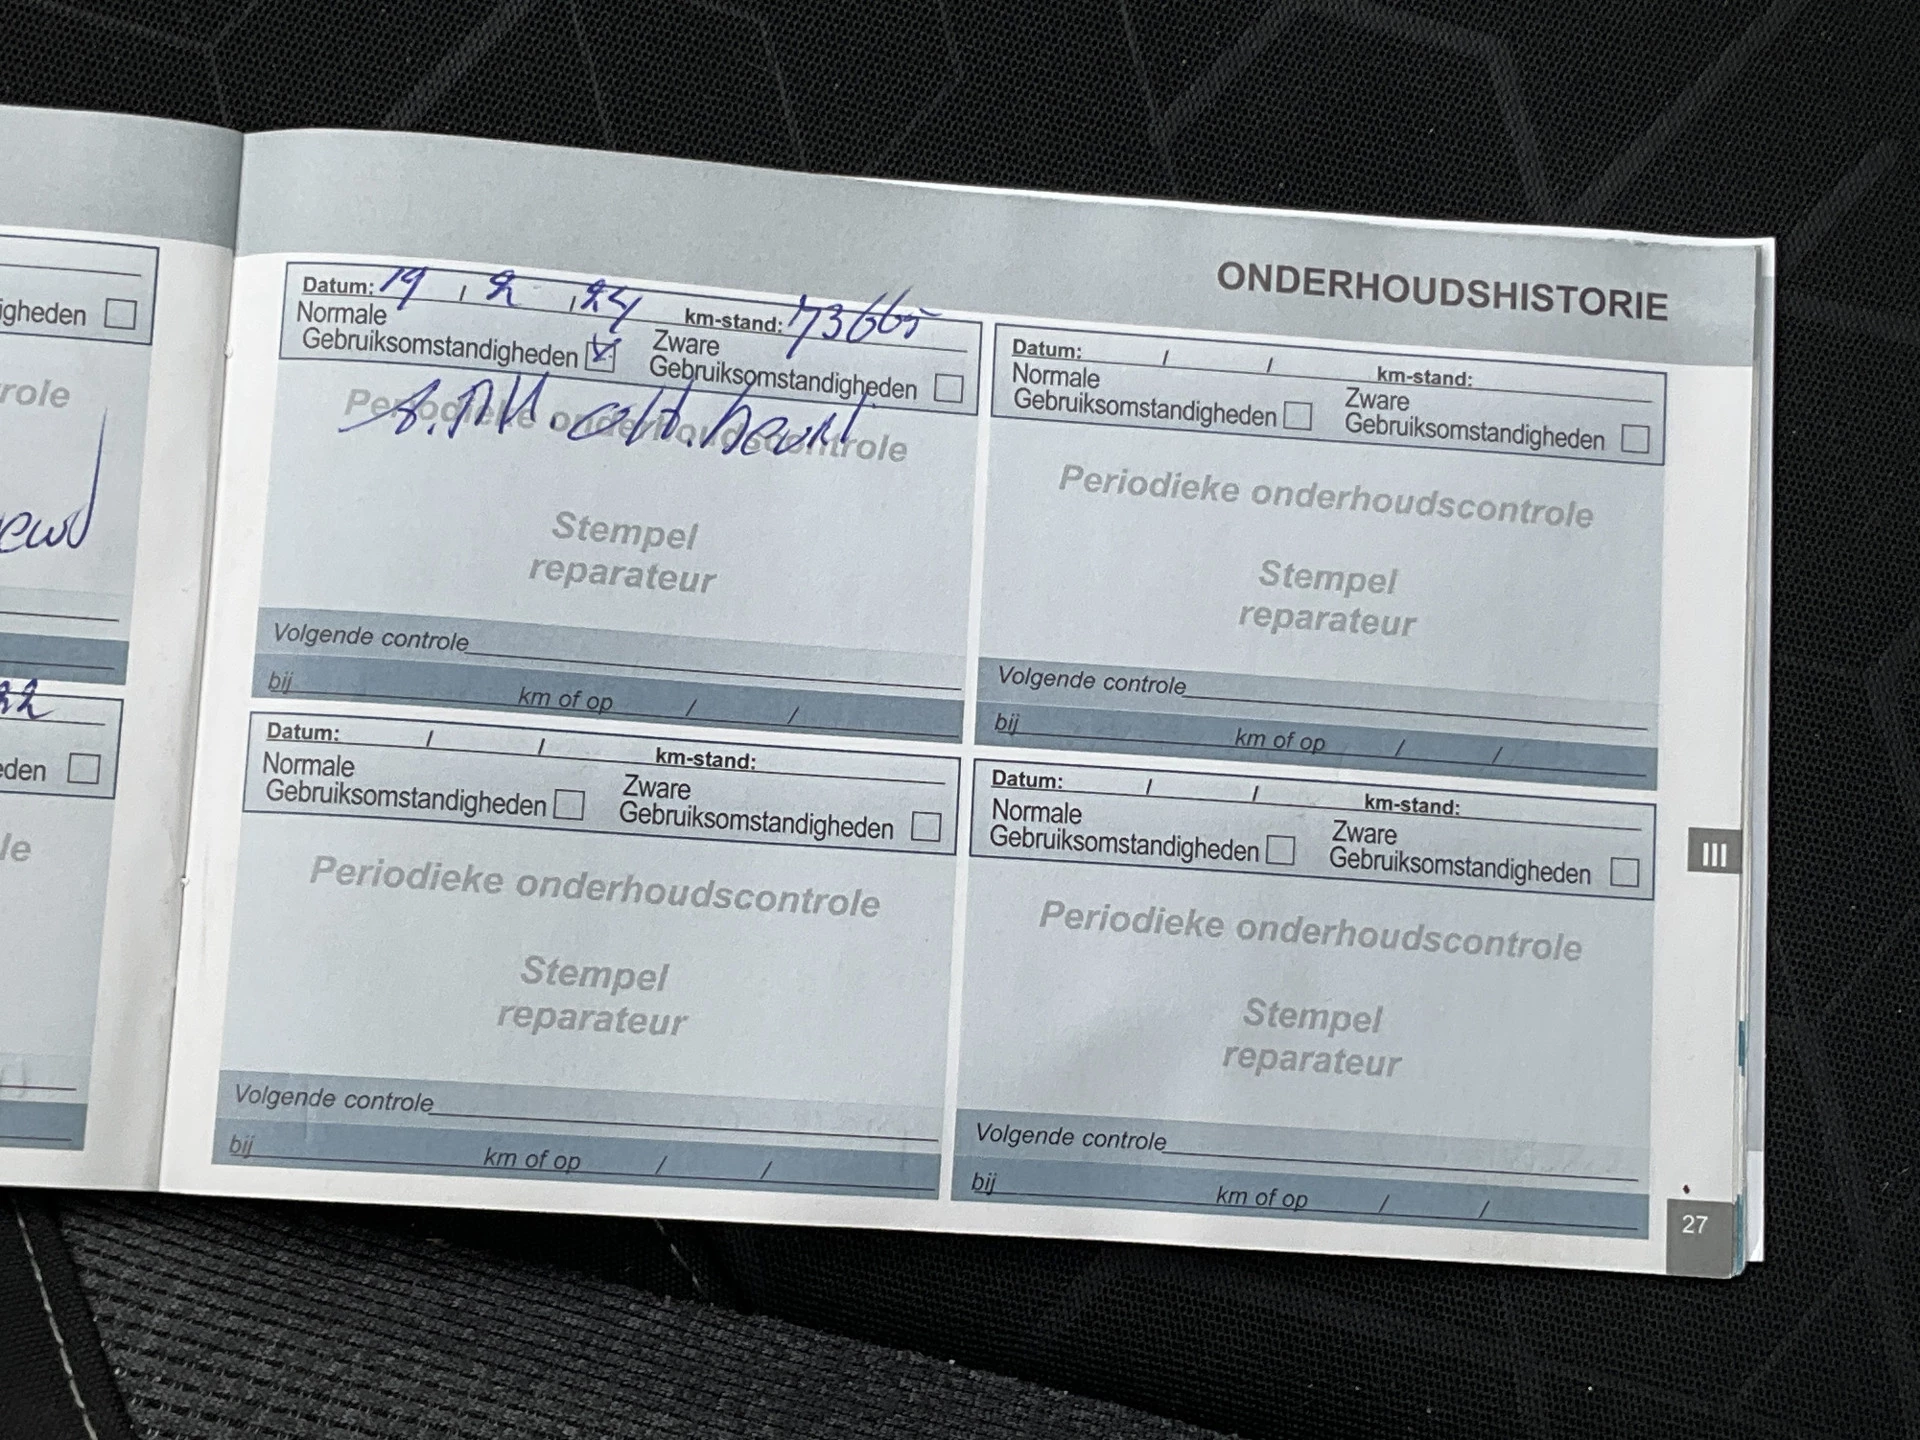 igheden
role
ewd
22
eden
le
ONDERHOUDSHISTORIE
Datum: 19 / 2 / 24 km-stand: 73665
Normale
Gebruiksomstandigheden
Zware
Gebruiksomstandigheden
Periodieke onderhoudscontrole
Stempel
reparateur
Volgende controle
bij km of op / /
Datum: / / km-stand:
Normale
Gebruiksomstandigheden
Zware
Gebruiksomstandigheden
Periodieke onderhoudscontrole
Stempel
reparateur
Volgende controle
bij km of op / /
Datum: / / km-stand:
Normale
Gebruiksomstandigheden
Zware
Gebruiksomstandigheden
Periodieke onderhoudscontrole
Stempel
reparateur
Volgende controle
bij km of op / /
Datum: / / km-stand:
Normale
Gebruiksomstandigheden
Zware
Gebruiksomstandigheden
Periodieke onderhoudscontrole
Stempel
reparateur
Volgende controle
bij km of op / /
III
27